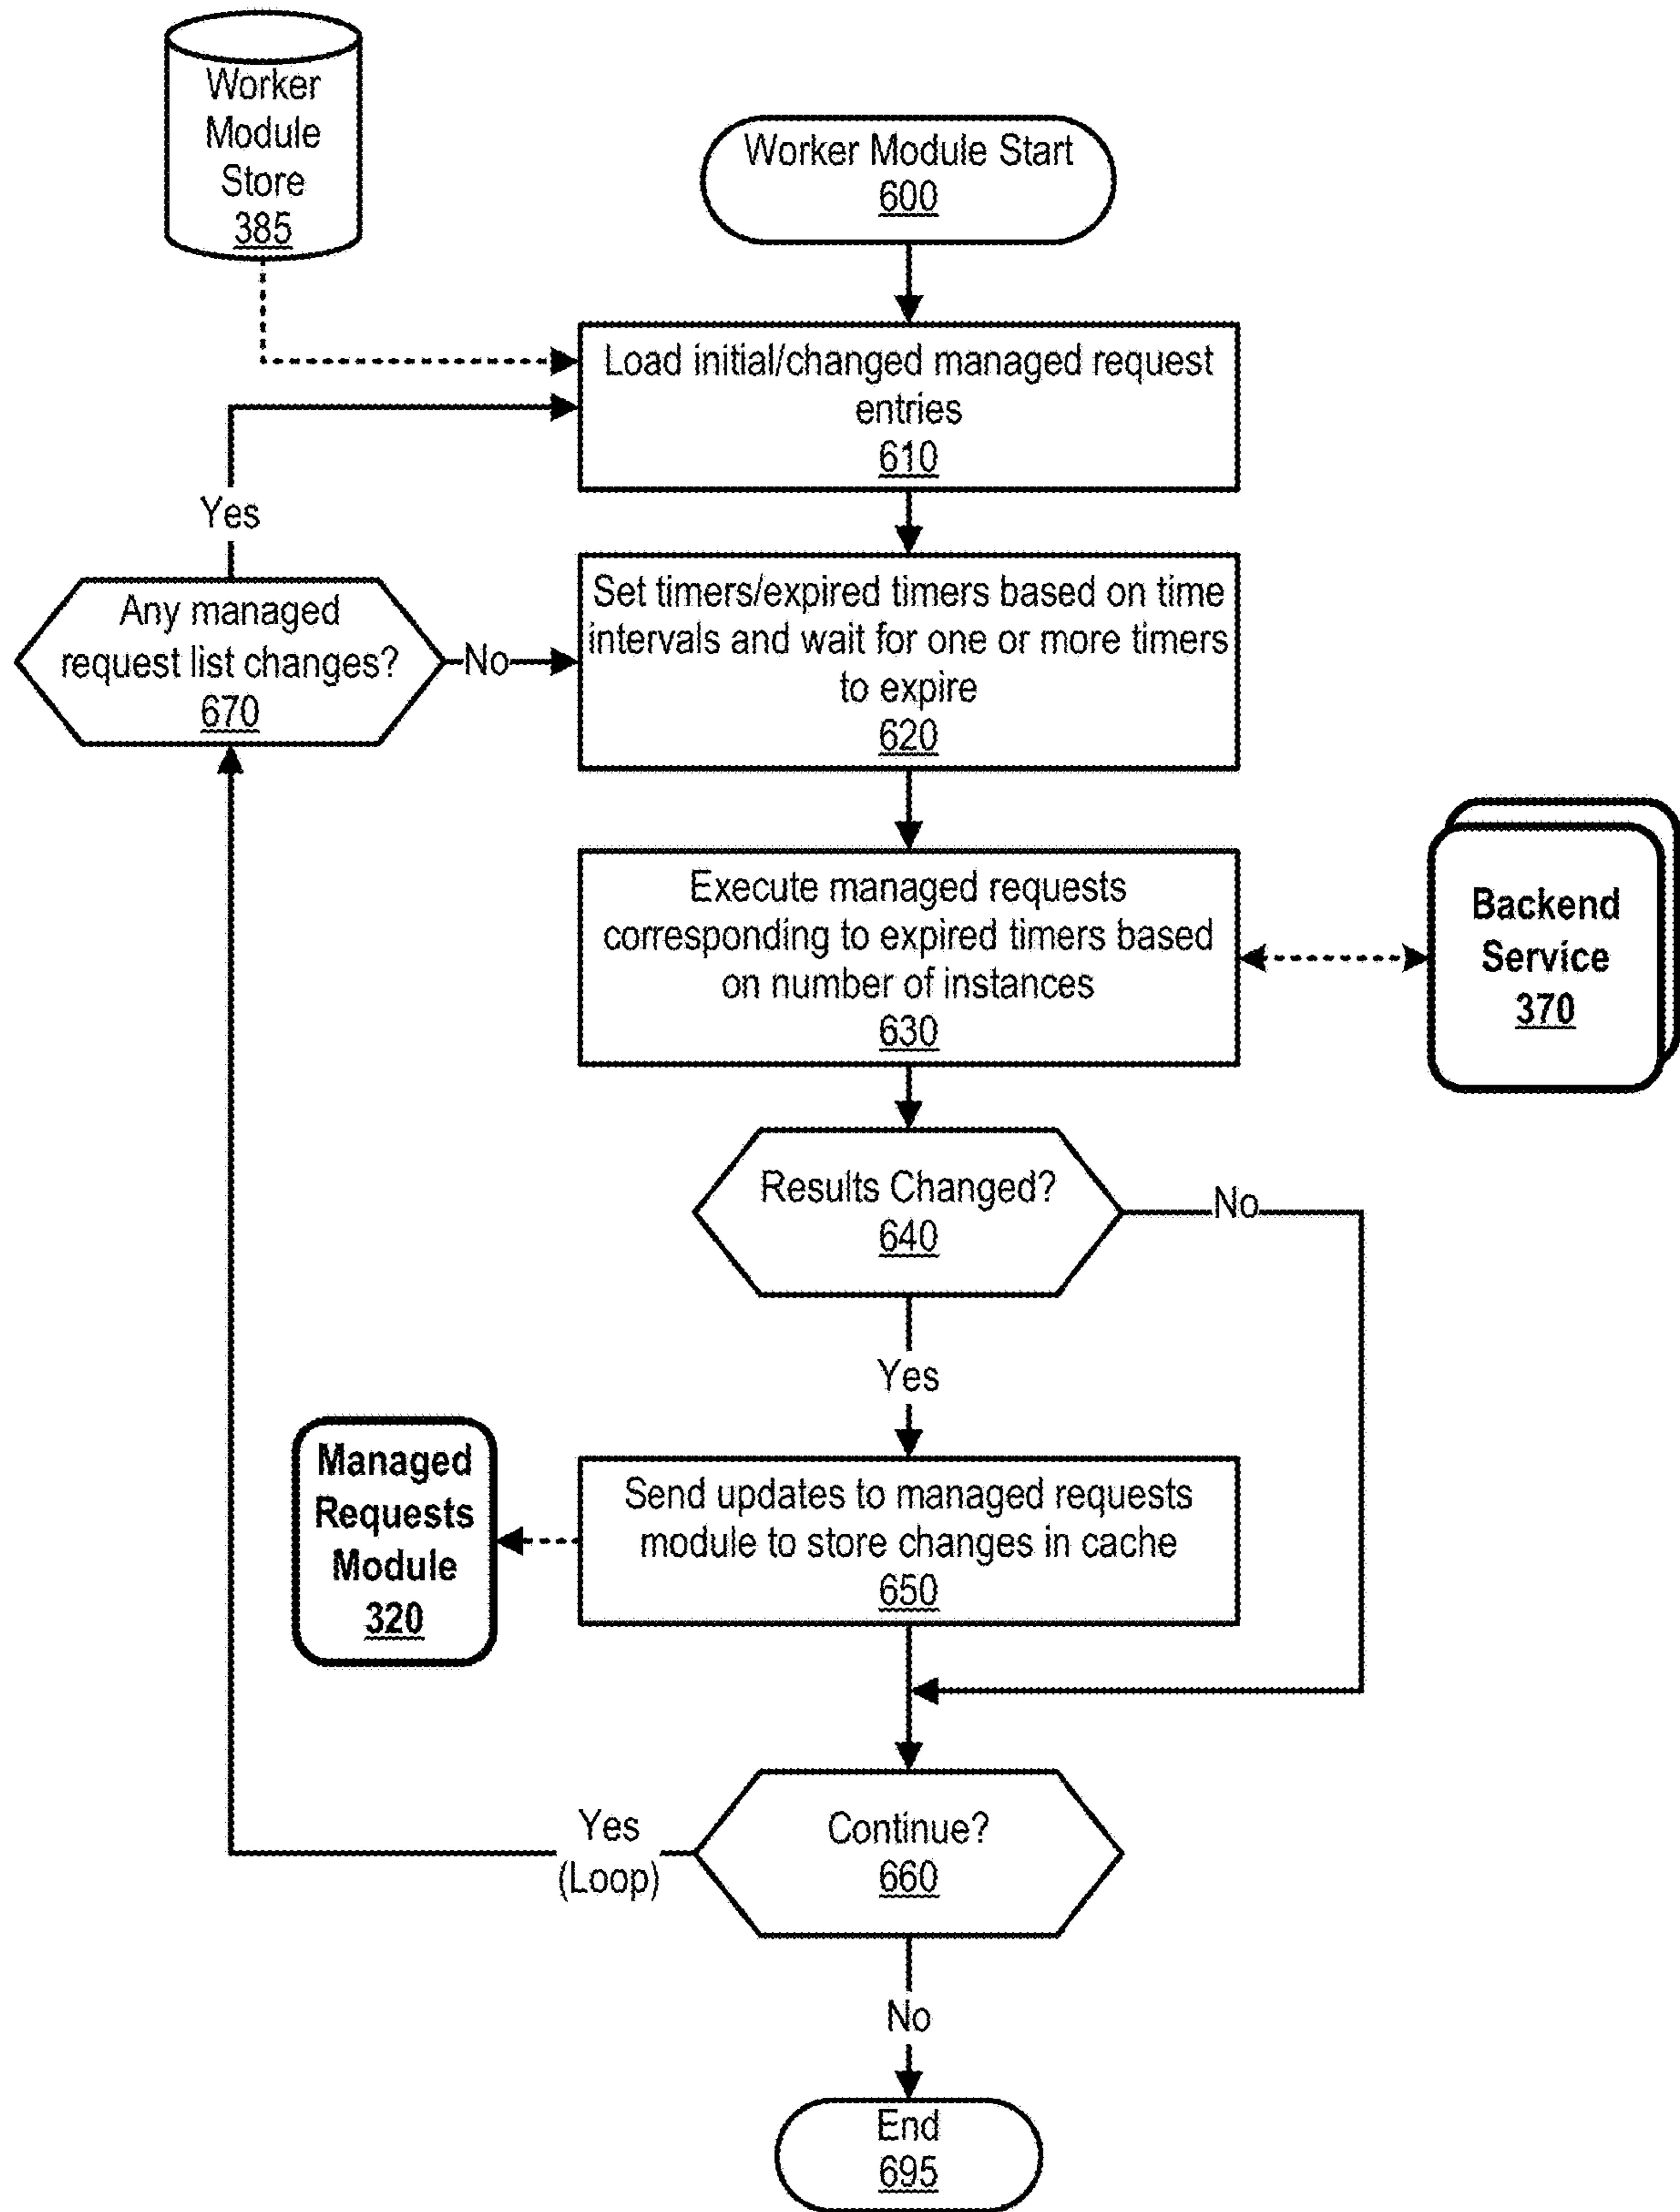 Worker
Module
Store
385
Worker Module Start
600
Load initial/changed managed request
entries
610
Yes
Any managed
request list changes?
670
No
Set timers/expired timers based on time
intervals and wait for one or more timers
to expire
620
Execute managed requests
corresponding to expired timers based
on number of instances
630
Backend
Service
370
Results Changed?
640
No
Yes
Managed
Requests
Module
320
Send updates to managed requests
module to store changes in cache
650
Yes
(Loop)
Continue?
660
No
End
695